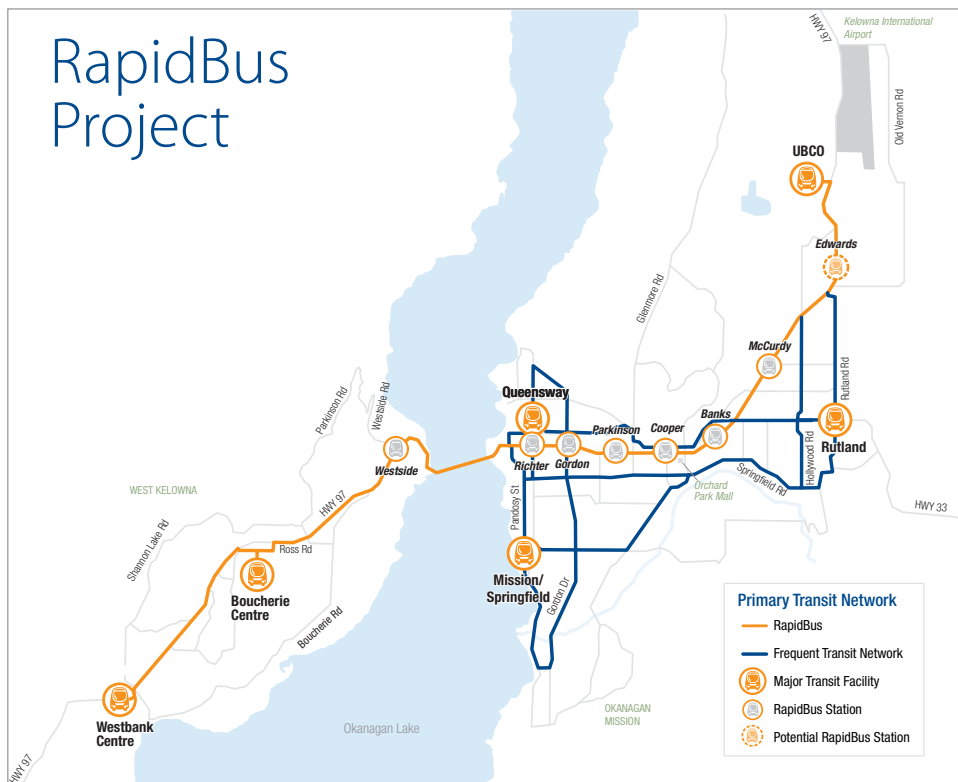 RapidBus
Project
Kelowna International
Airport
HWY 97
Old Vernon Rd
UBCO
Edwards
Glenmore Rd
McCurdy
Rutland Rd
Parkinson Rd
Westside Rd
Queensway
Banks
Cooper
Parkinson
Rutland
Westside
Richter
Gordon
Hollywood Rd
Springfield Rd
Orchard
Park Mall
WEST KELOWNA
HWY 97
Pandosy St
HWY 33
Shannon Lake Rd
Ross Rd
Mission/
Springfield
Gordon Dr
Boucherie
Centre
Boucherie Rd
Westbank
Centre
Okanagan Lake
OKANAGAN
MISSION
HWY 97
Primary Transit Network
RapidBus
Frequent Transit Network
Major Transit Facility
RapidBus Station
Potential RapidBus Station